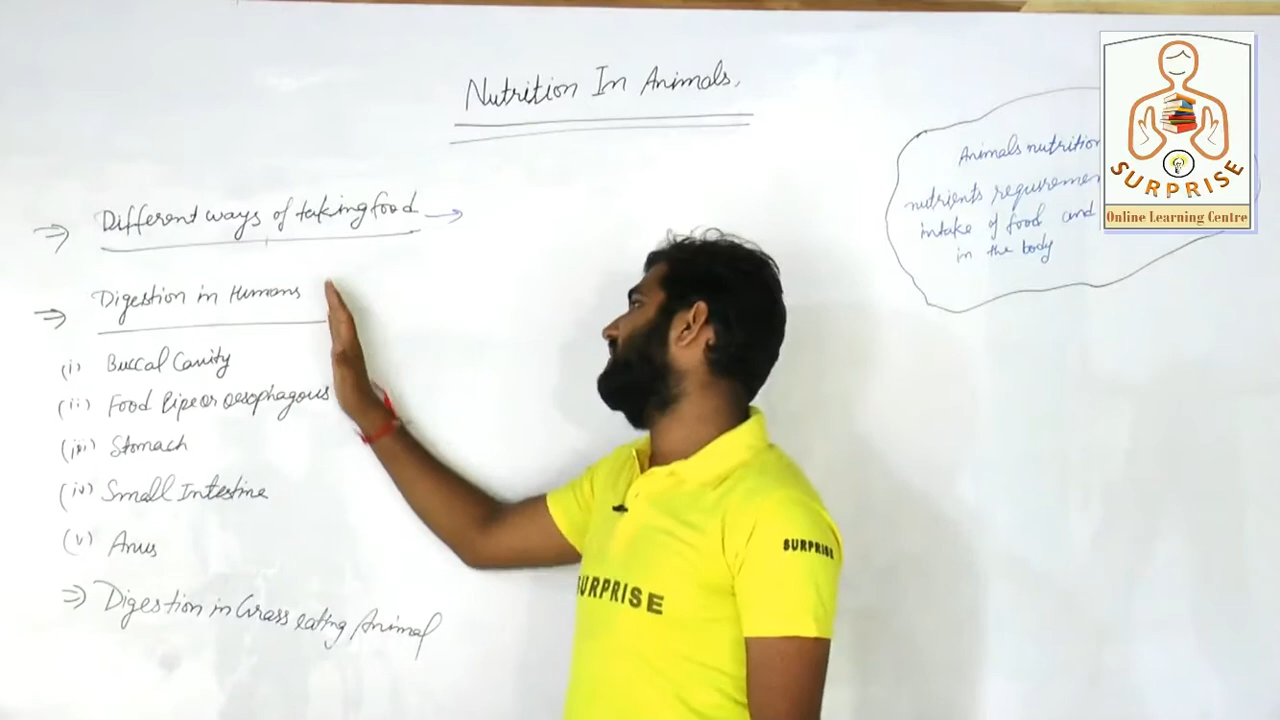 Nutrition In Animals.
⇒ Different ways of taking food →
⇒ Digestion in Humans
(i) Buccal Cavity
(ii) Food Pipe or oesophagous
(iii) Stomach
(iv) Small Intestine
(v) Anus
⇒ Digestion in Grass eating Animal
Animals nutrition
nutrients requiremen
intake of food and
in the body
SURPRISE
Online Learning Centre
SURPRISE
SURPRISE